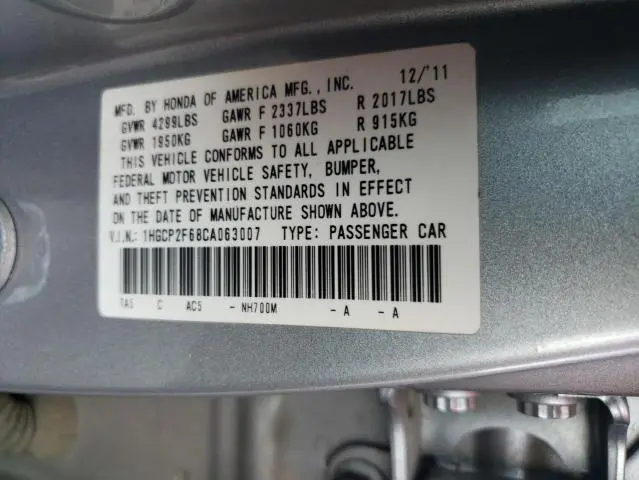 MFD. BY HONDA OF AMERICA MFG., INC. 12/'11
GVWR 4299LBS GAWR F 2337LBS R 2017LBS
GVWR 1950KG GAWR F 1060KG R 915KG
THIS VEHICLE CONFORMS TO ALL APPLICABLE
FEDERAL MOTOR VEHICLE SAFETY, BUMPER,
AND THEFT PREVENTION STANDARDS IN EFFECT
ON THE DATE OF MANUFACTURE SHOWN ABOVE.
V.I.N.: 1HGCP2F68CA063007 TYPE: PASSENGER CAR
TA5 C AC5 - NH700M - A - A